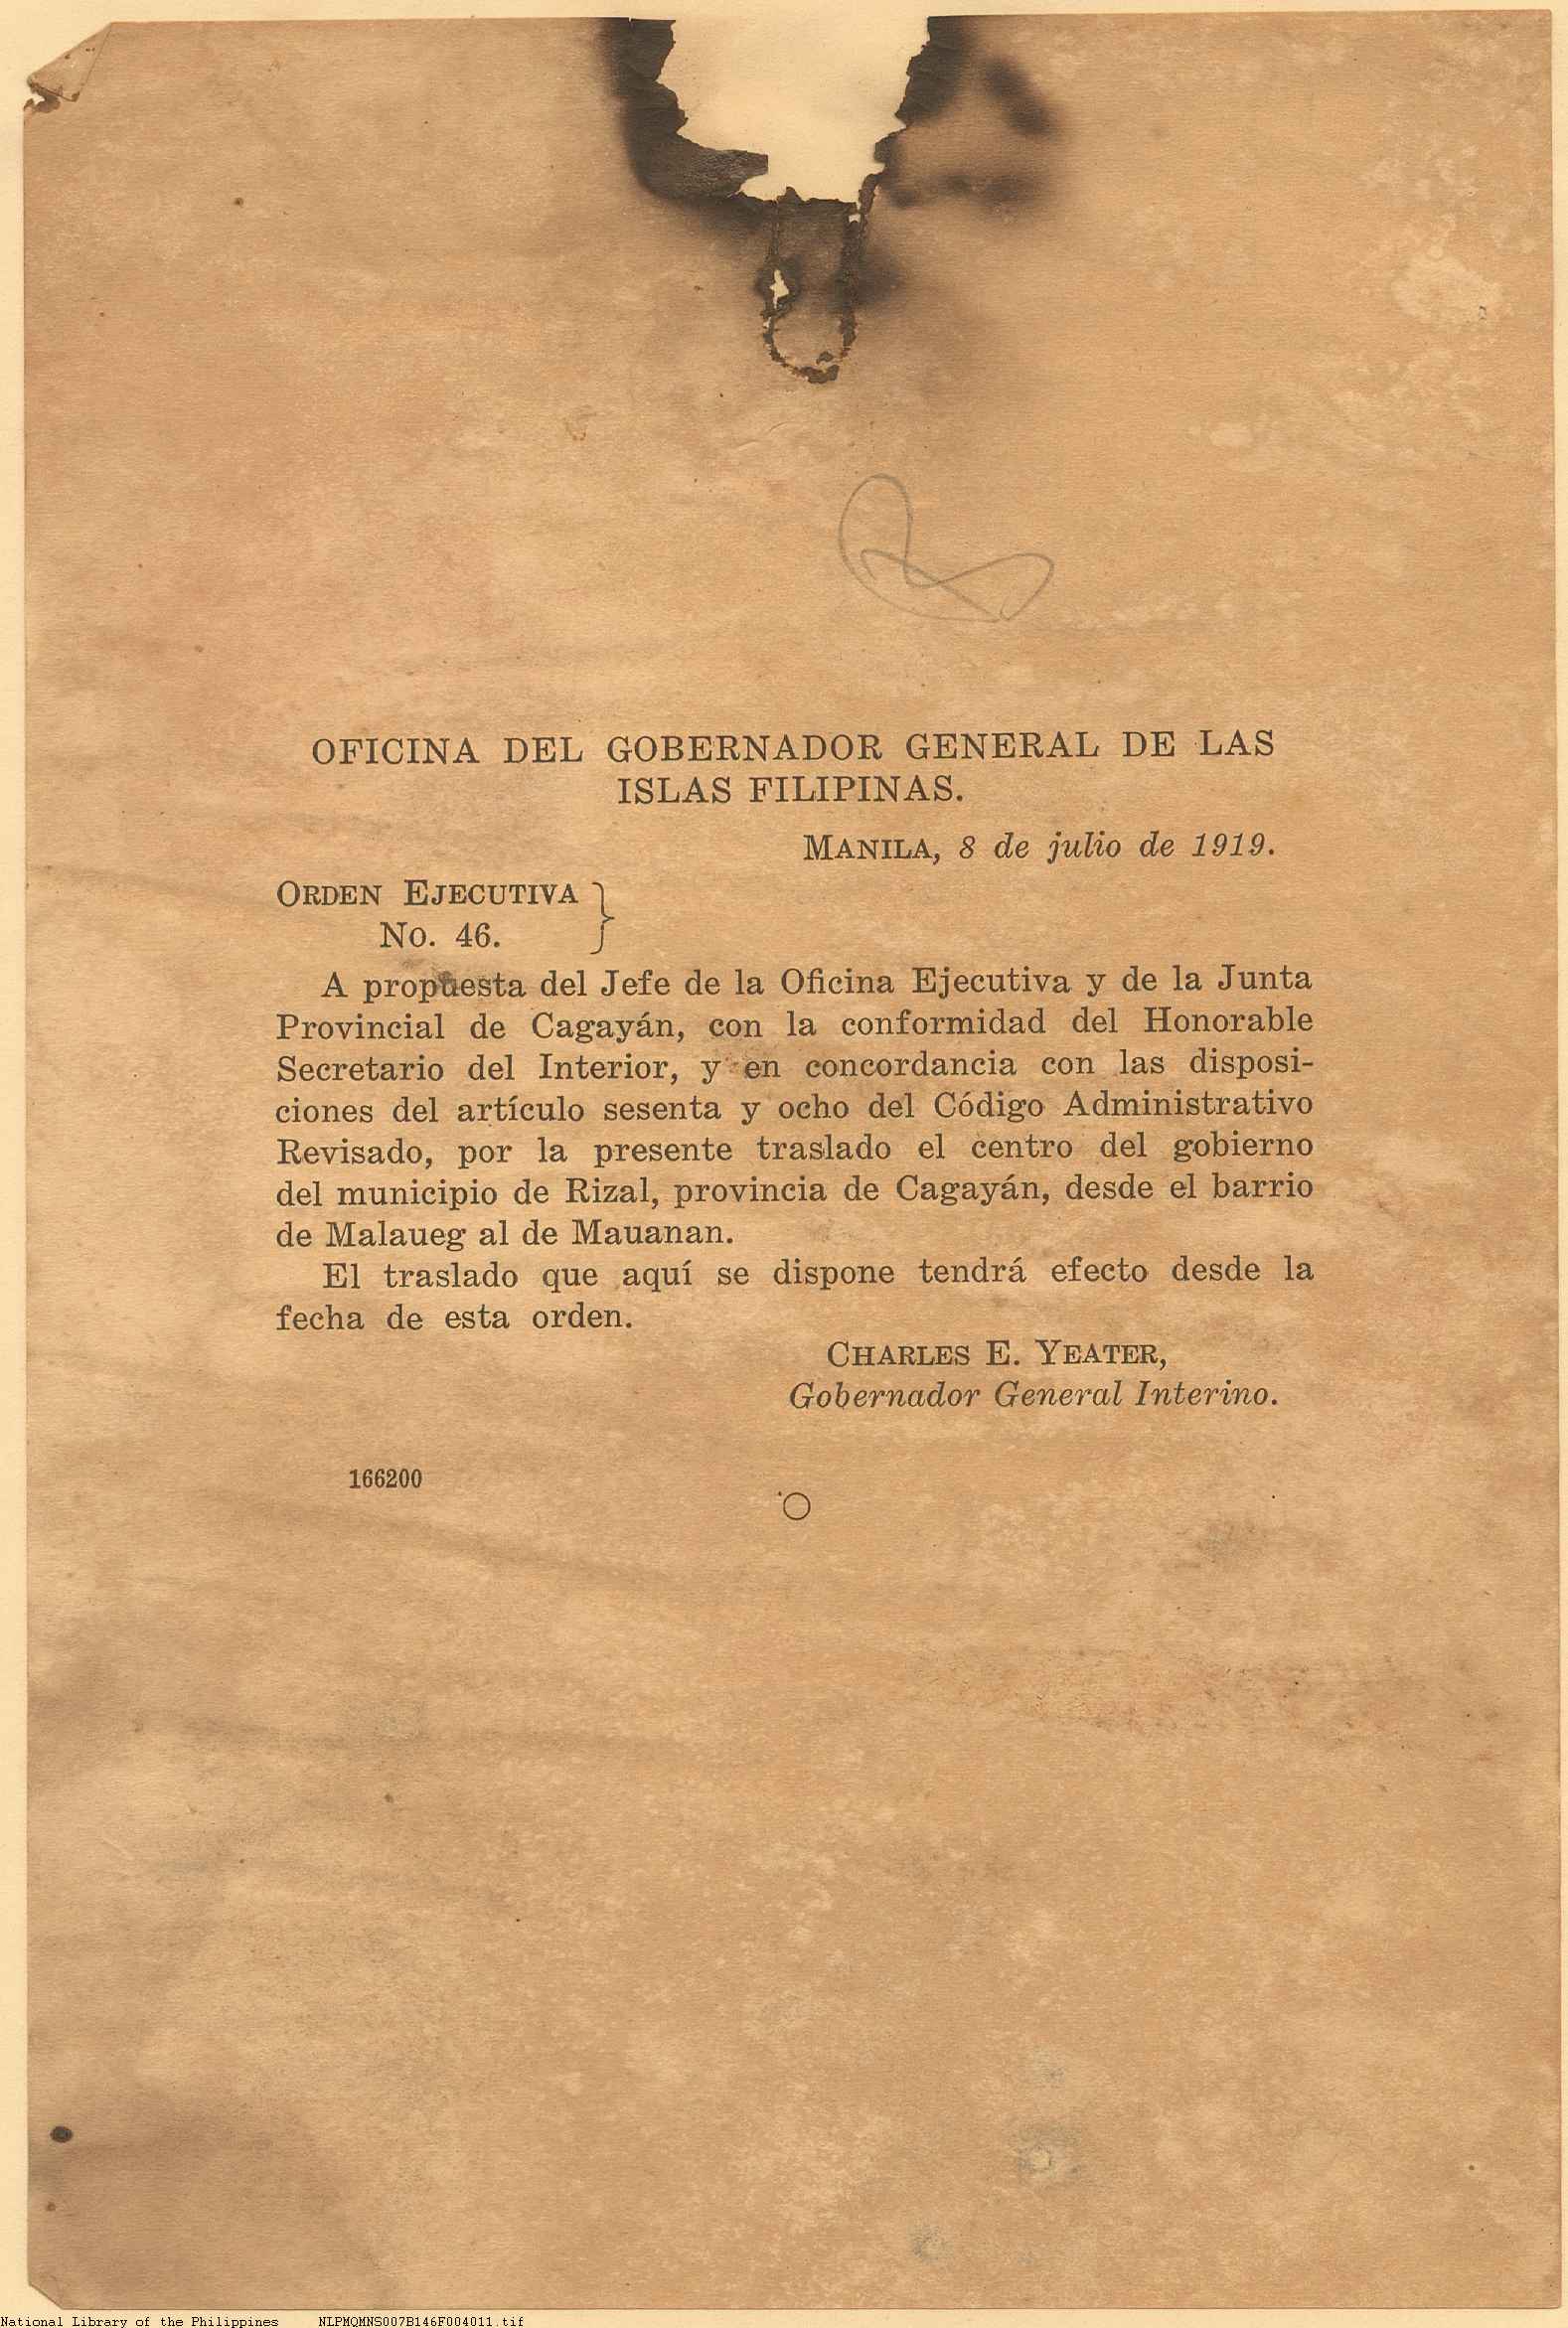 OFICINA DEL GOBERNADOR GENERAL DE LAS
ISLAS FILIPINAS.
MANILA, 8 de julio de 1919.
ORDEN EJECUTIVA
No. 46.
A propuesta del Jefe de la Oficina Ejecutiva y de la Junta
Provincial de Cagayán, con la conformidad del Honorable
Secretario del Interior, y en concordancia con las disposi-
ciones del artículo sesenta y ocho del Código Administrativo
Revisado, por la presente traslado el centro del gobierno
del municipio de Rizal, provincia de Cagayán, desde el barrio
de Malaueg al de Mauanan.
El traslado que aquí se dispone tendrá efecto desde la
fecha de esta orden.
CHARLES E. YEATER,
Gobernador General Interino.
166200
National Library of the Philippines NLPMQMNS007B146F004011.tif